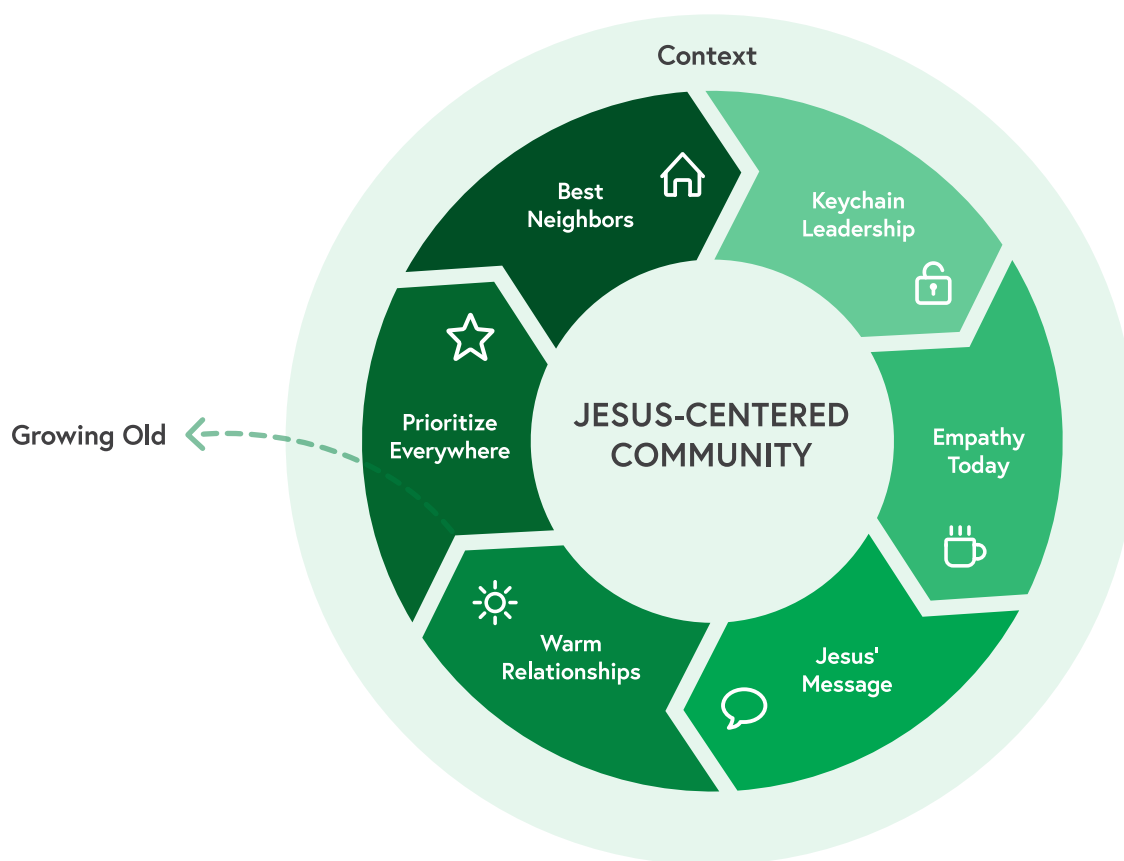 Context
Keychain
Leadership
Empathy
Today
Jesus'
Message
Warm
Relationships
Prioritize
Everywhere
Best
Neighbors
JESUS-CENTERED
COMMUNITY
Growing Old